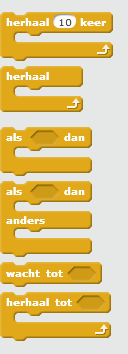 herhaal 10 keer
herhaal
als dan
als dan
anders
wacht tot
herhaal tot